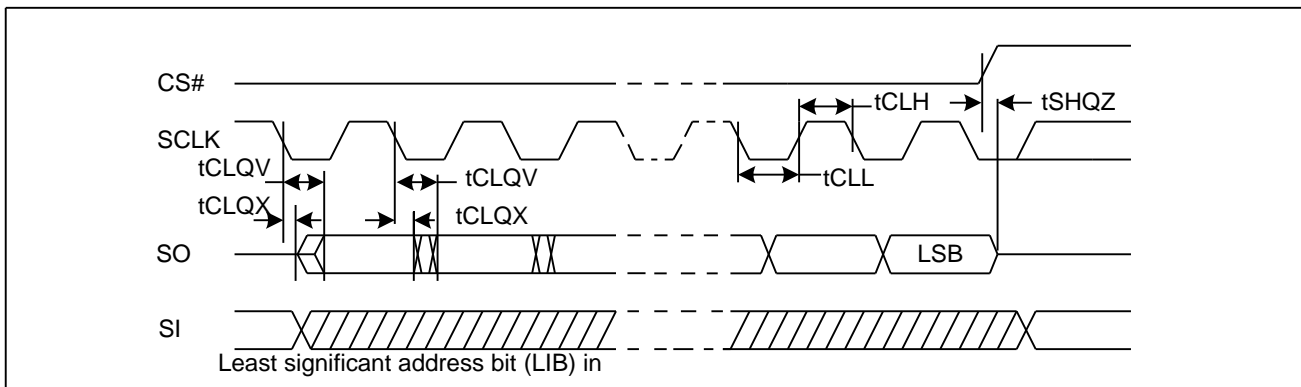 CS#
tCLH
tSHQZ
SCLK
tCLQV
tCLQV
tCLL
tCLQX
tCLQX
SO
LSB
SI
Least significant address bit (LIB) in